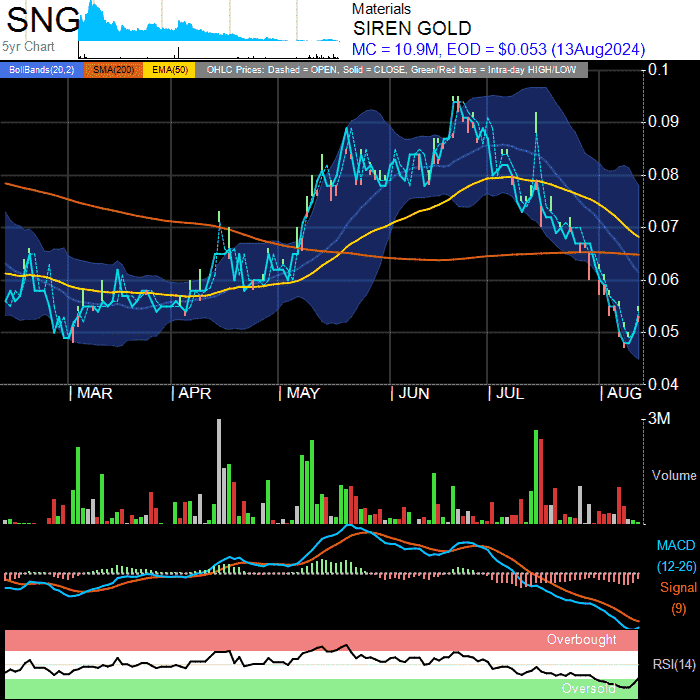 SNG
5yr Chart
Materials
SIREN GOLD
MC = 10.9M, EOD = $0.053 (13Aug2024)
BollBands(20,2) SMA(200) EMA(50) OHLC Prices: Dashed = OPEN, Solid = CLOSE, Green/Red bars = Intra-day HIGH/LOW
0.1
0.09
0.08
0.07
0.06
0.05
0.04
MAR APR MAY JUN JUL AUG
3M
Volume
MACD
(12-26)
Signal
(9)
Overbought
RSI(14)
Oversold